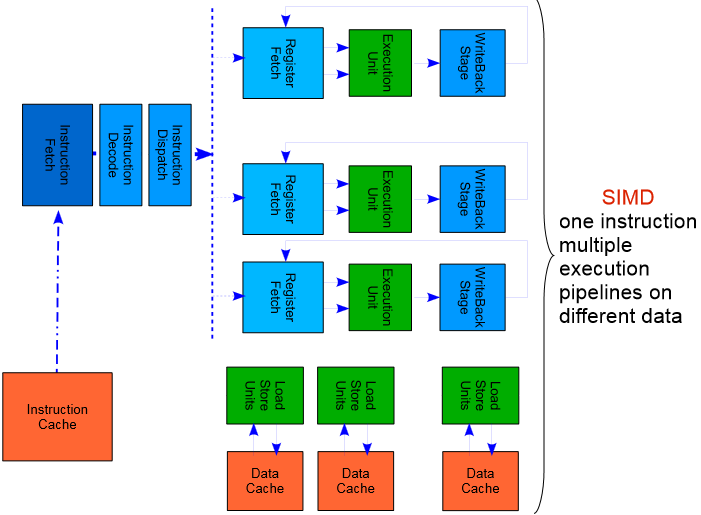 Register
Fetch
Execution
Unit
WriteBack
Stage
Instruction
Fetch
Instruction
Decode
Instruction
Dispatch
Register
Fetch
Execution
Unit
WriteBack
Stage
SIMD
one instruction
multiple
execution
pipelines on
different data
Register
Fetch
Execution
Unit
WriteBack
Stage
Instruction
Cache
Load
Store
Units
Load
Store
Units
Load
Store
Units
Data
Cache
Data
Cache
Data
Cache